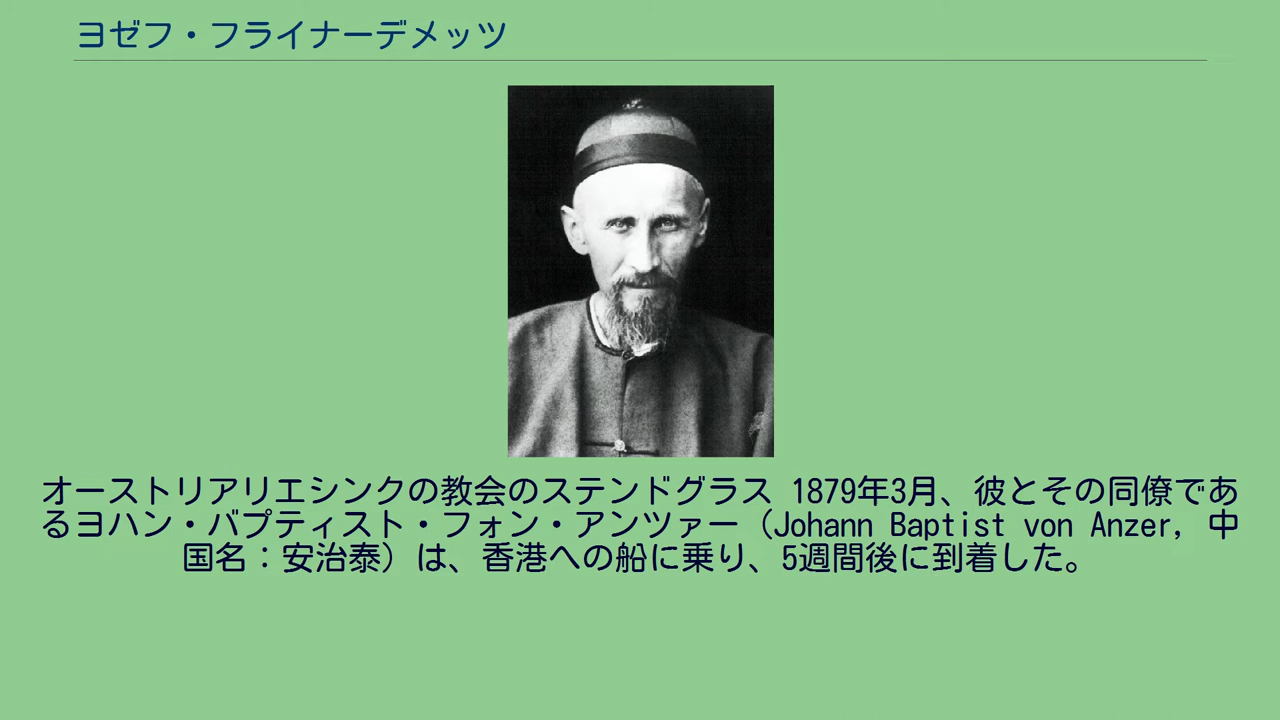 ヨゼフ・フライナーデメッツ
オーストリアリエシンクの教会のステンドグラス 1879年3月、彼とその同僚であ
るヨハン・バプティスト・フォン・アンツァー（Johann Baptist von Anzer, 中
国名：安治泰）は、香港への船に乗り、5週間後に到着した。